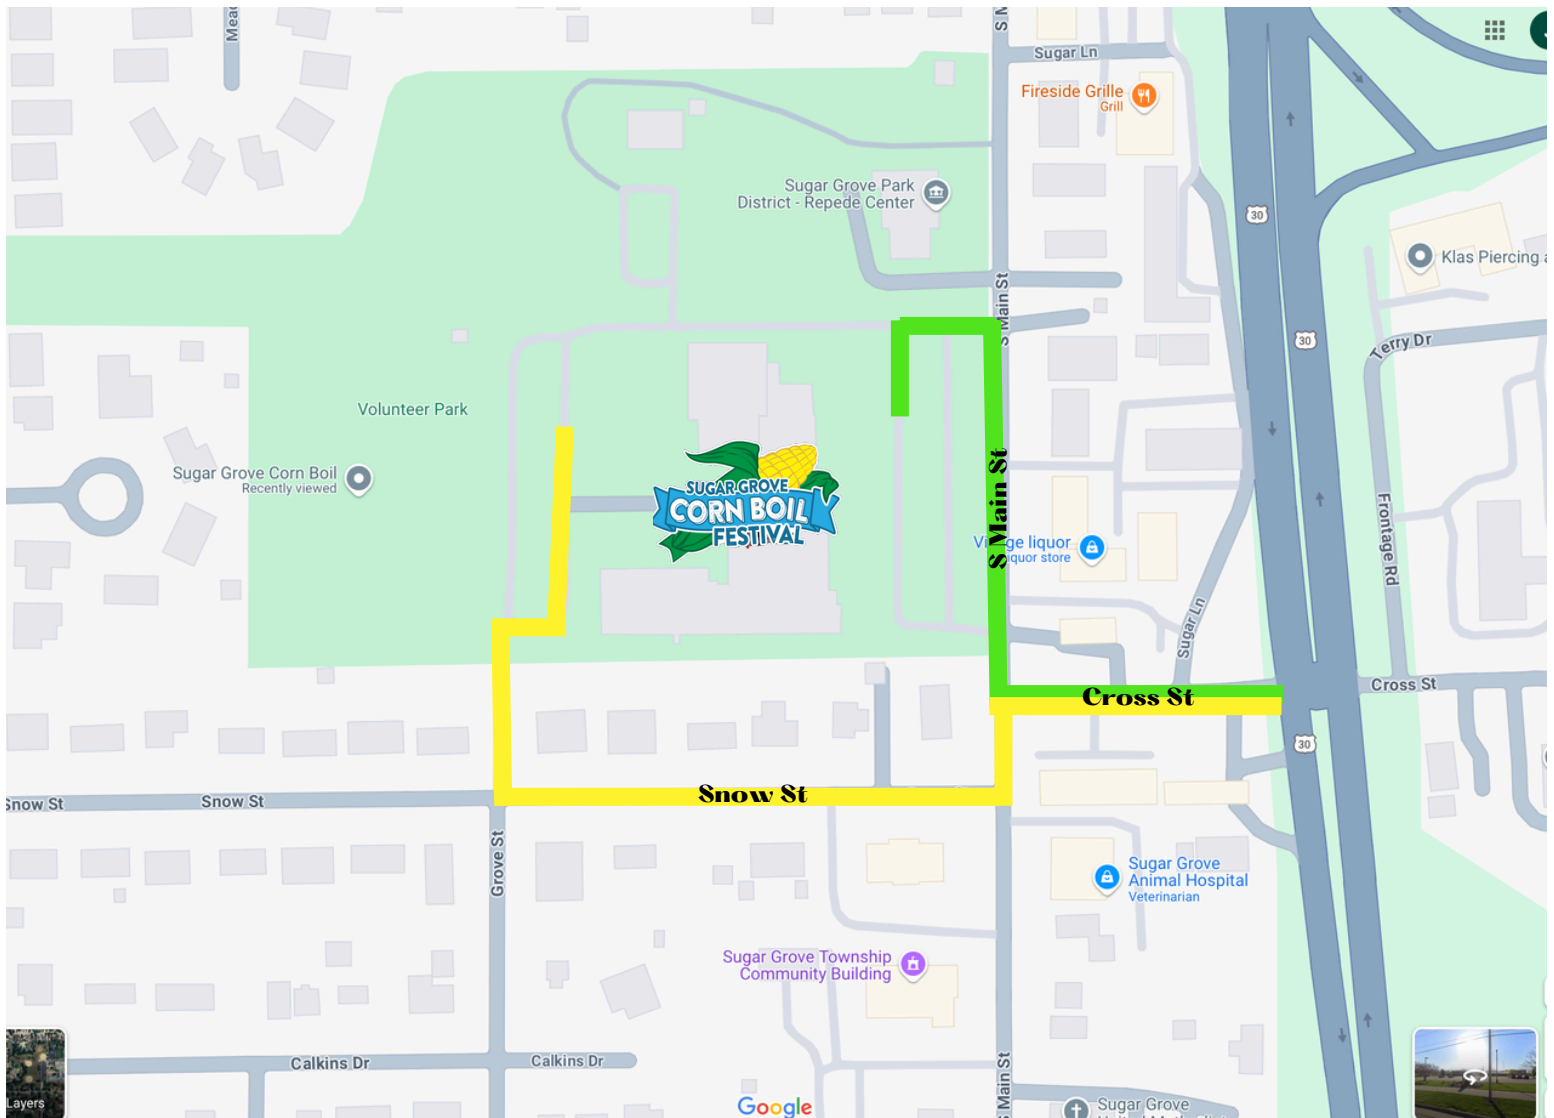 Mead
S M
Sugar Ln
Fireside Grille
Grill
Sugar Grove Park
District - Repede Center
30
Klas Piercing a
S Main St
30
Terry Dr
Volunteer Park
Sugar Grove Corn Boil
Recently viewed
SUGAR GROVE
CORN BOIL
FESTIVAL
S Main St
liquor
liquor store
Frontage Rd
Sugar Ln
Cross St
Cross St
30
Snow St
Snow St
Snow St
Grove St
Sugar Grove
Animal Hospital
Veterinarian
Sugar Grove Township
Community Building
Calkins Dr
Calkins Dr
S Main St
Layers
Google
Sugar Grove